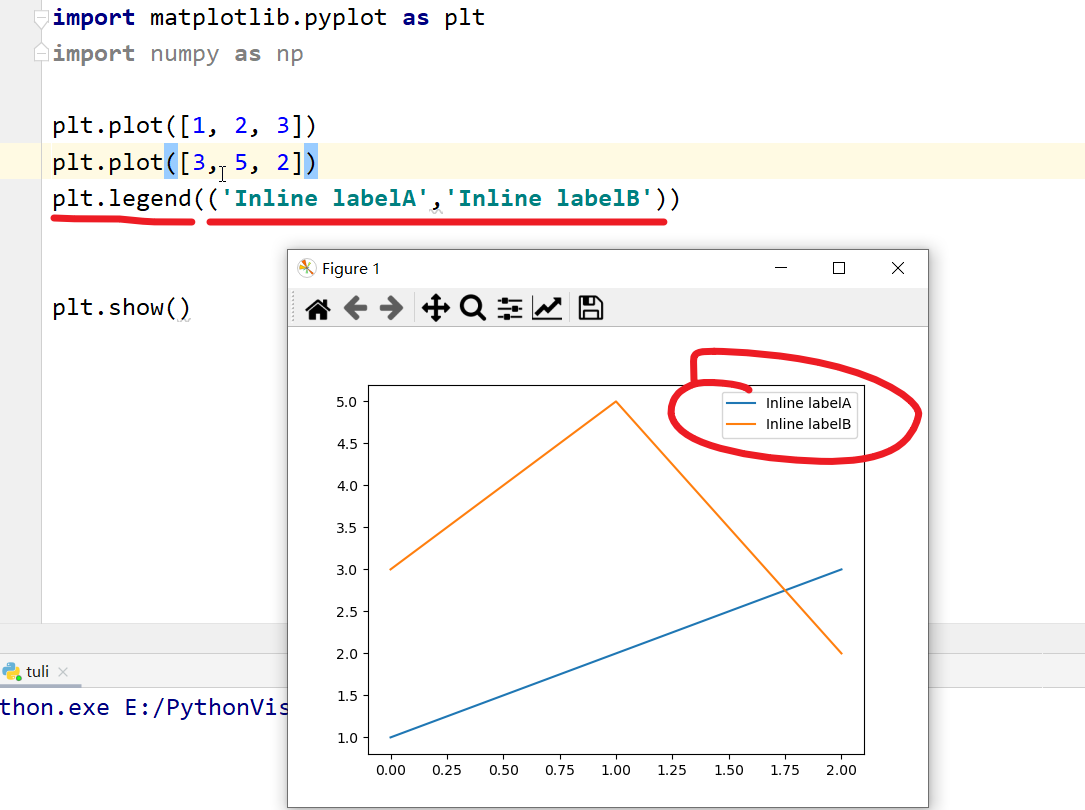 import matplotlib.pyplot as plt
import numpy as np
plt.plot([1, 2, 3])
plt.plot([3, 5, 2])
plt.legend(('Inline labelA','Inline labelB'))
plt.show()
Figure 1
Inline labelA
Inline labelB
5.0
4.5
4.0
3.5
3.0
2.5
2.0
1.5
1.0
0.00 0.25 0.50 0.75 1.00 1.25 1.50 1.75 2.00
tuli
thon.exe E:/PythonVis